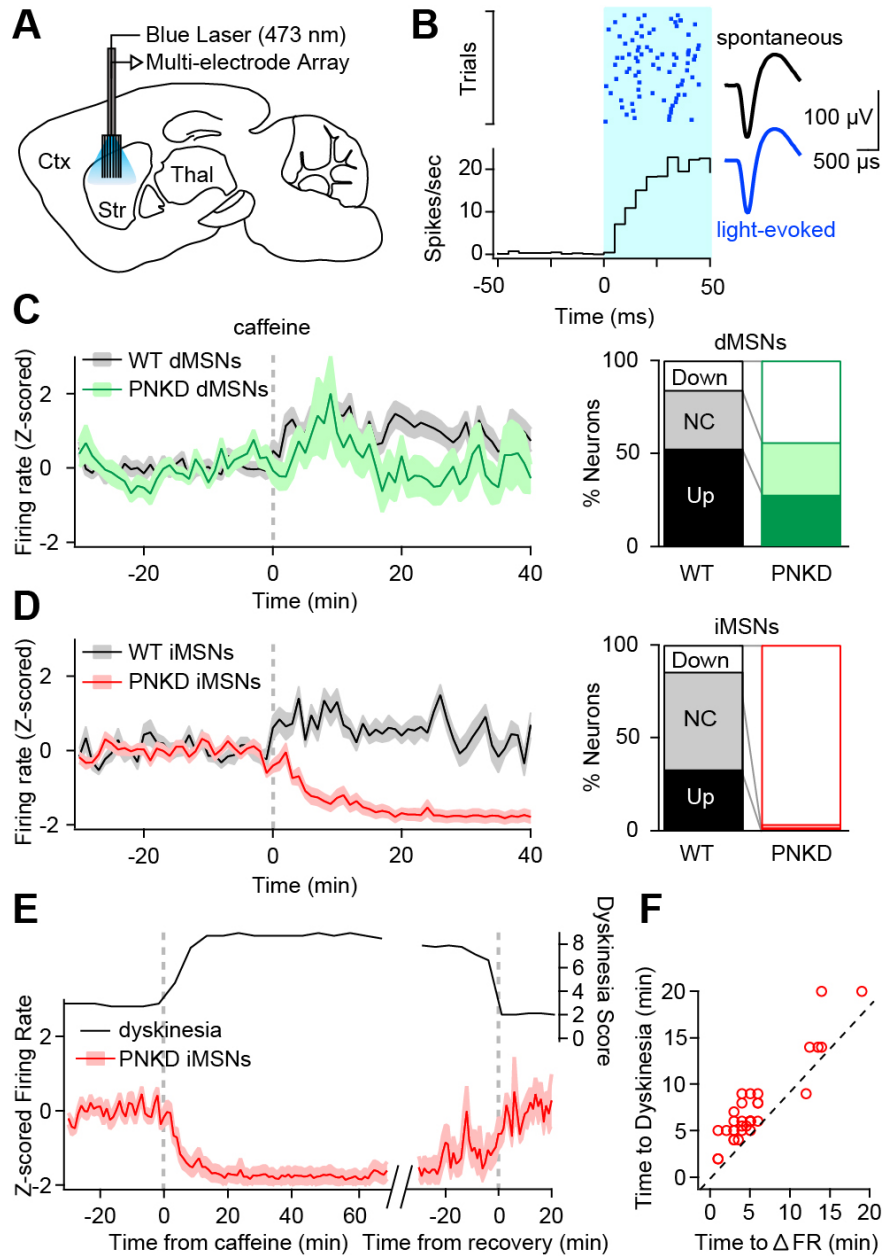 A
Blue Laser (473 nm)
Multi-electrode Array
Ctx
Str
Thal
B
Trials
spontaneous
100 µV
500 µs
light-evoked
Spikes/sec
20
10
0
-50
0
50
Time (ms)
C
caffeine
WT dMSNs
PNKD dMSNs
Firing rate (Z-scored)
2
0
-2
-20
0
20
40
Time (min)
dMSNs
% Neurons
100
50
0
Down
NC
Up
WT
PNKD
D
WT iMSNs
PNKD iMSNs
Firing rate (Z-scored)
2
0
-2
-20
0
20
40
Time (min)
iMSNs
% Neurons
100
50
0
Down
NC
Up
WT
PNKD
E
dyskinesia
PNKD iMSNs
Z-scored Firing Rate
0
-2
Dyskinesia Score
8
6
4
2
0
-20
0
20
40
60
-20
0
20
Time from caffeine (min)
Time from recovery (min)
F
Time to Dyskinesia (min)
20
15
10
5
0
0
5
10
15
20
Time to Δ FR (min)